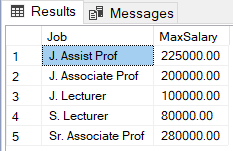 Results Messages
Job MaxSalary
1 J. Assist Prof 225000.00
2 J. Associate Prof 200000.00
3 J. Lecturer 100000.00
4 S. Lecturer 80000.00
5 Sr. Associate Prof 280000.00